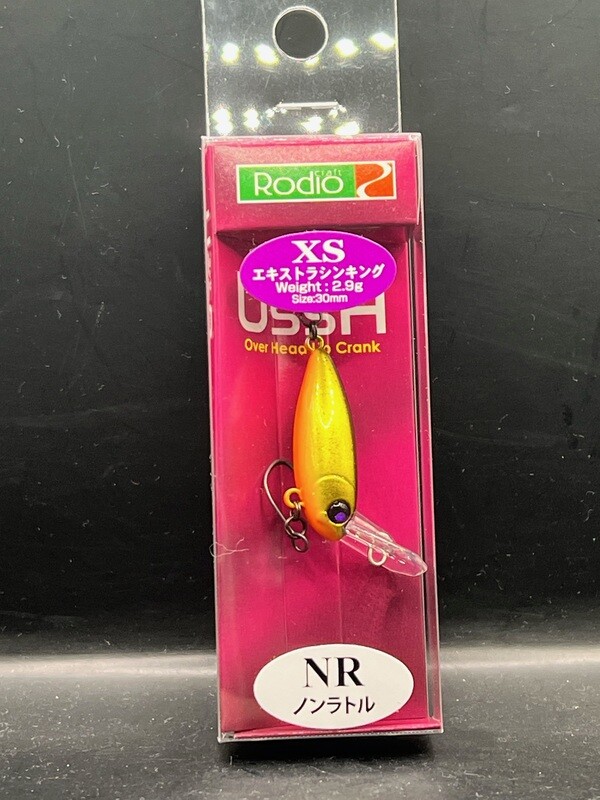 Rodio
craft
XS
エキストラシンキング
Weight : 2.9g
Size:30mm
Over Head Crank
NR
ノンラトル